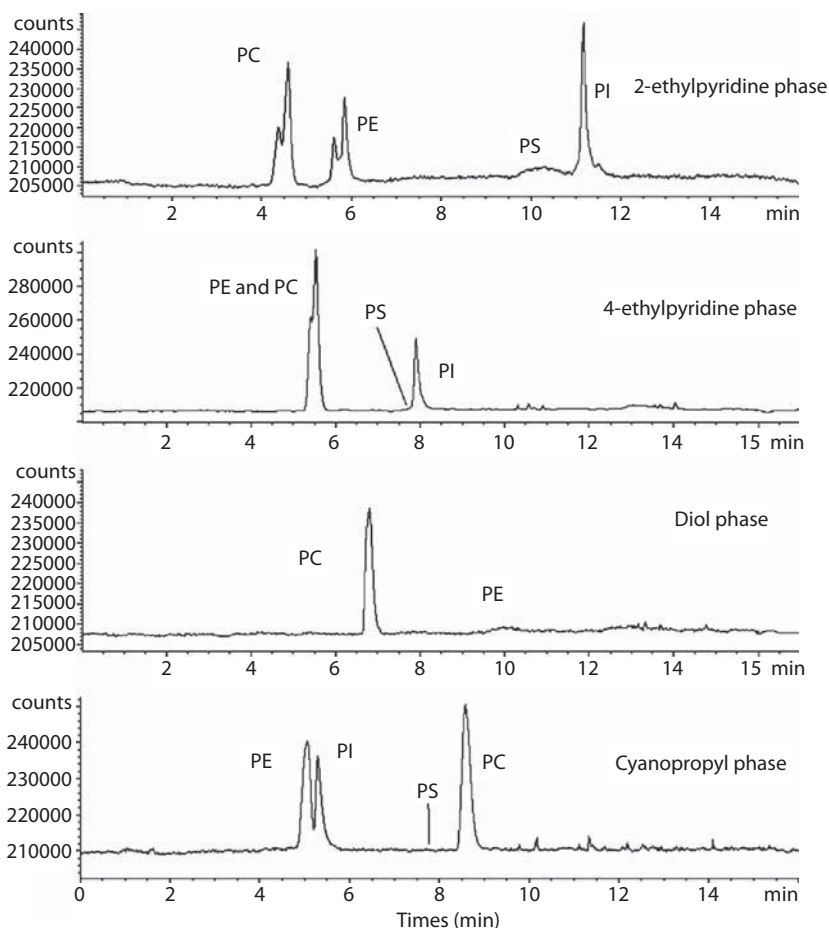 counts
240000
235000
230000
225000
220000
215000
210000
205000
PC
PE
PS
PI
2-ethylpyridine phase
2 4 6 8 10 12 14 min
counts
280000
260000
240000
220000
PE and PC
PS
PI
4-ethylpyridine phase
2 4 6 8 10 12 14 15 min
counts
240000
235000
230000
225000
220000
215000
210000
205000
PC
PE
Diol phase
2 4 6 8 10 12 14 15 min
counts
240000
230000
220000
210000
PE
PI
PS
PC
Cyanopropyl phase
0 2 4 6 8 10 12 14 min
Times (min)